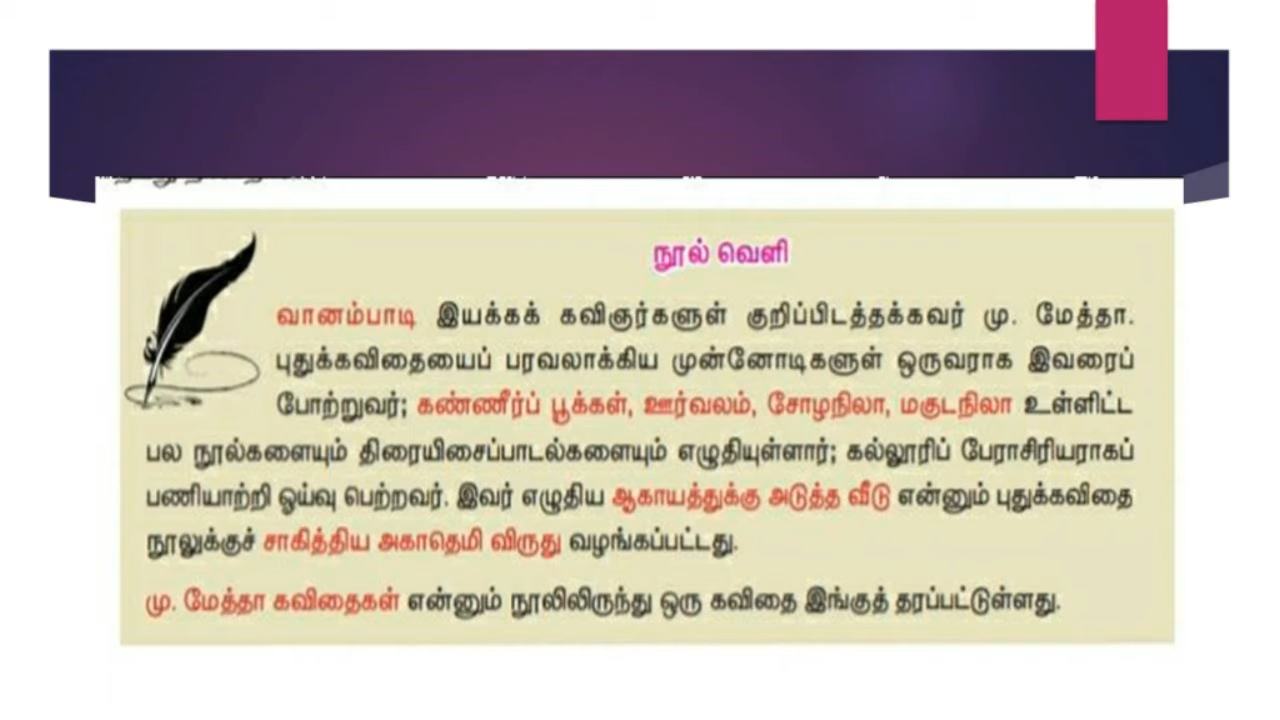 நூல் வெளி
வானம்பாடி இயக்கக் கவிஞர்களுள் குறிப்பிடத்தக்கவர் மு. மேத்தா.
புதுக்கவிதையைப் பரவலாக்கிய முன்னோடிகளுள் ஒருவராக இவரைப்
போற்றுவர்; கண்ணீர்ப் பூக்கள், ஊர்வலம், சோழநிலா, மகுடநிலா உள்ளிட்ட
பல நூல்களையும் திரையிசைப்பாடல்களையும் எழுதியுள்ளார்; கல்லூரிப் பேராசிரியராகப்
பணியாற்றி ஓய்வு பெற்றவர். இவர் எழுதிய ஆகாயத்துக்கு அடுத்த வீடு என்னும் புதுக்கவிதை
நூலுக்குச் சாகித்திய அகாதெமி விருது வழங்கப்பட்டது.
மு. மேத்தா கவிதைகள் என்னும் நூலிலிருந்து ஒரு கவிதை இங்குத் தரப்பட்டுள்ளது.